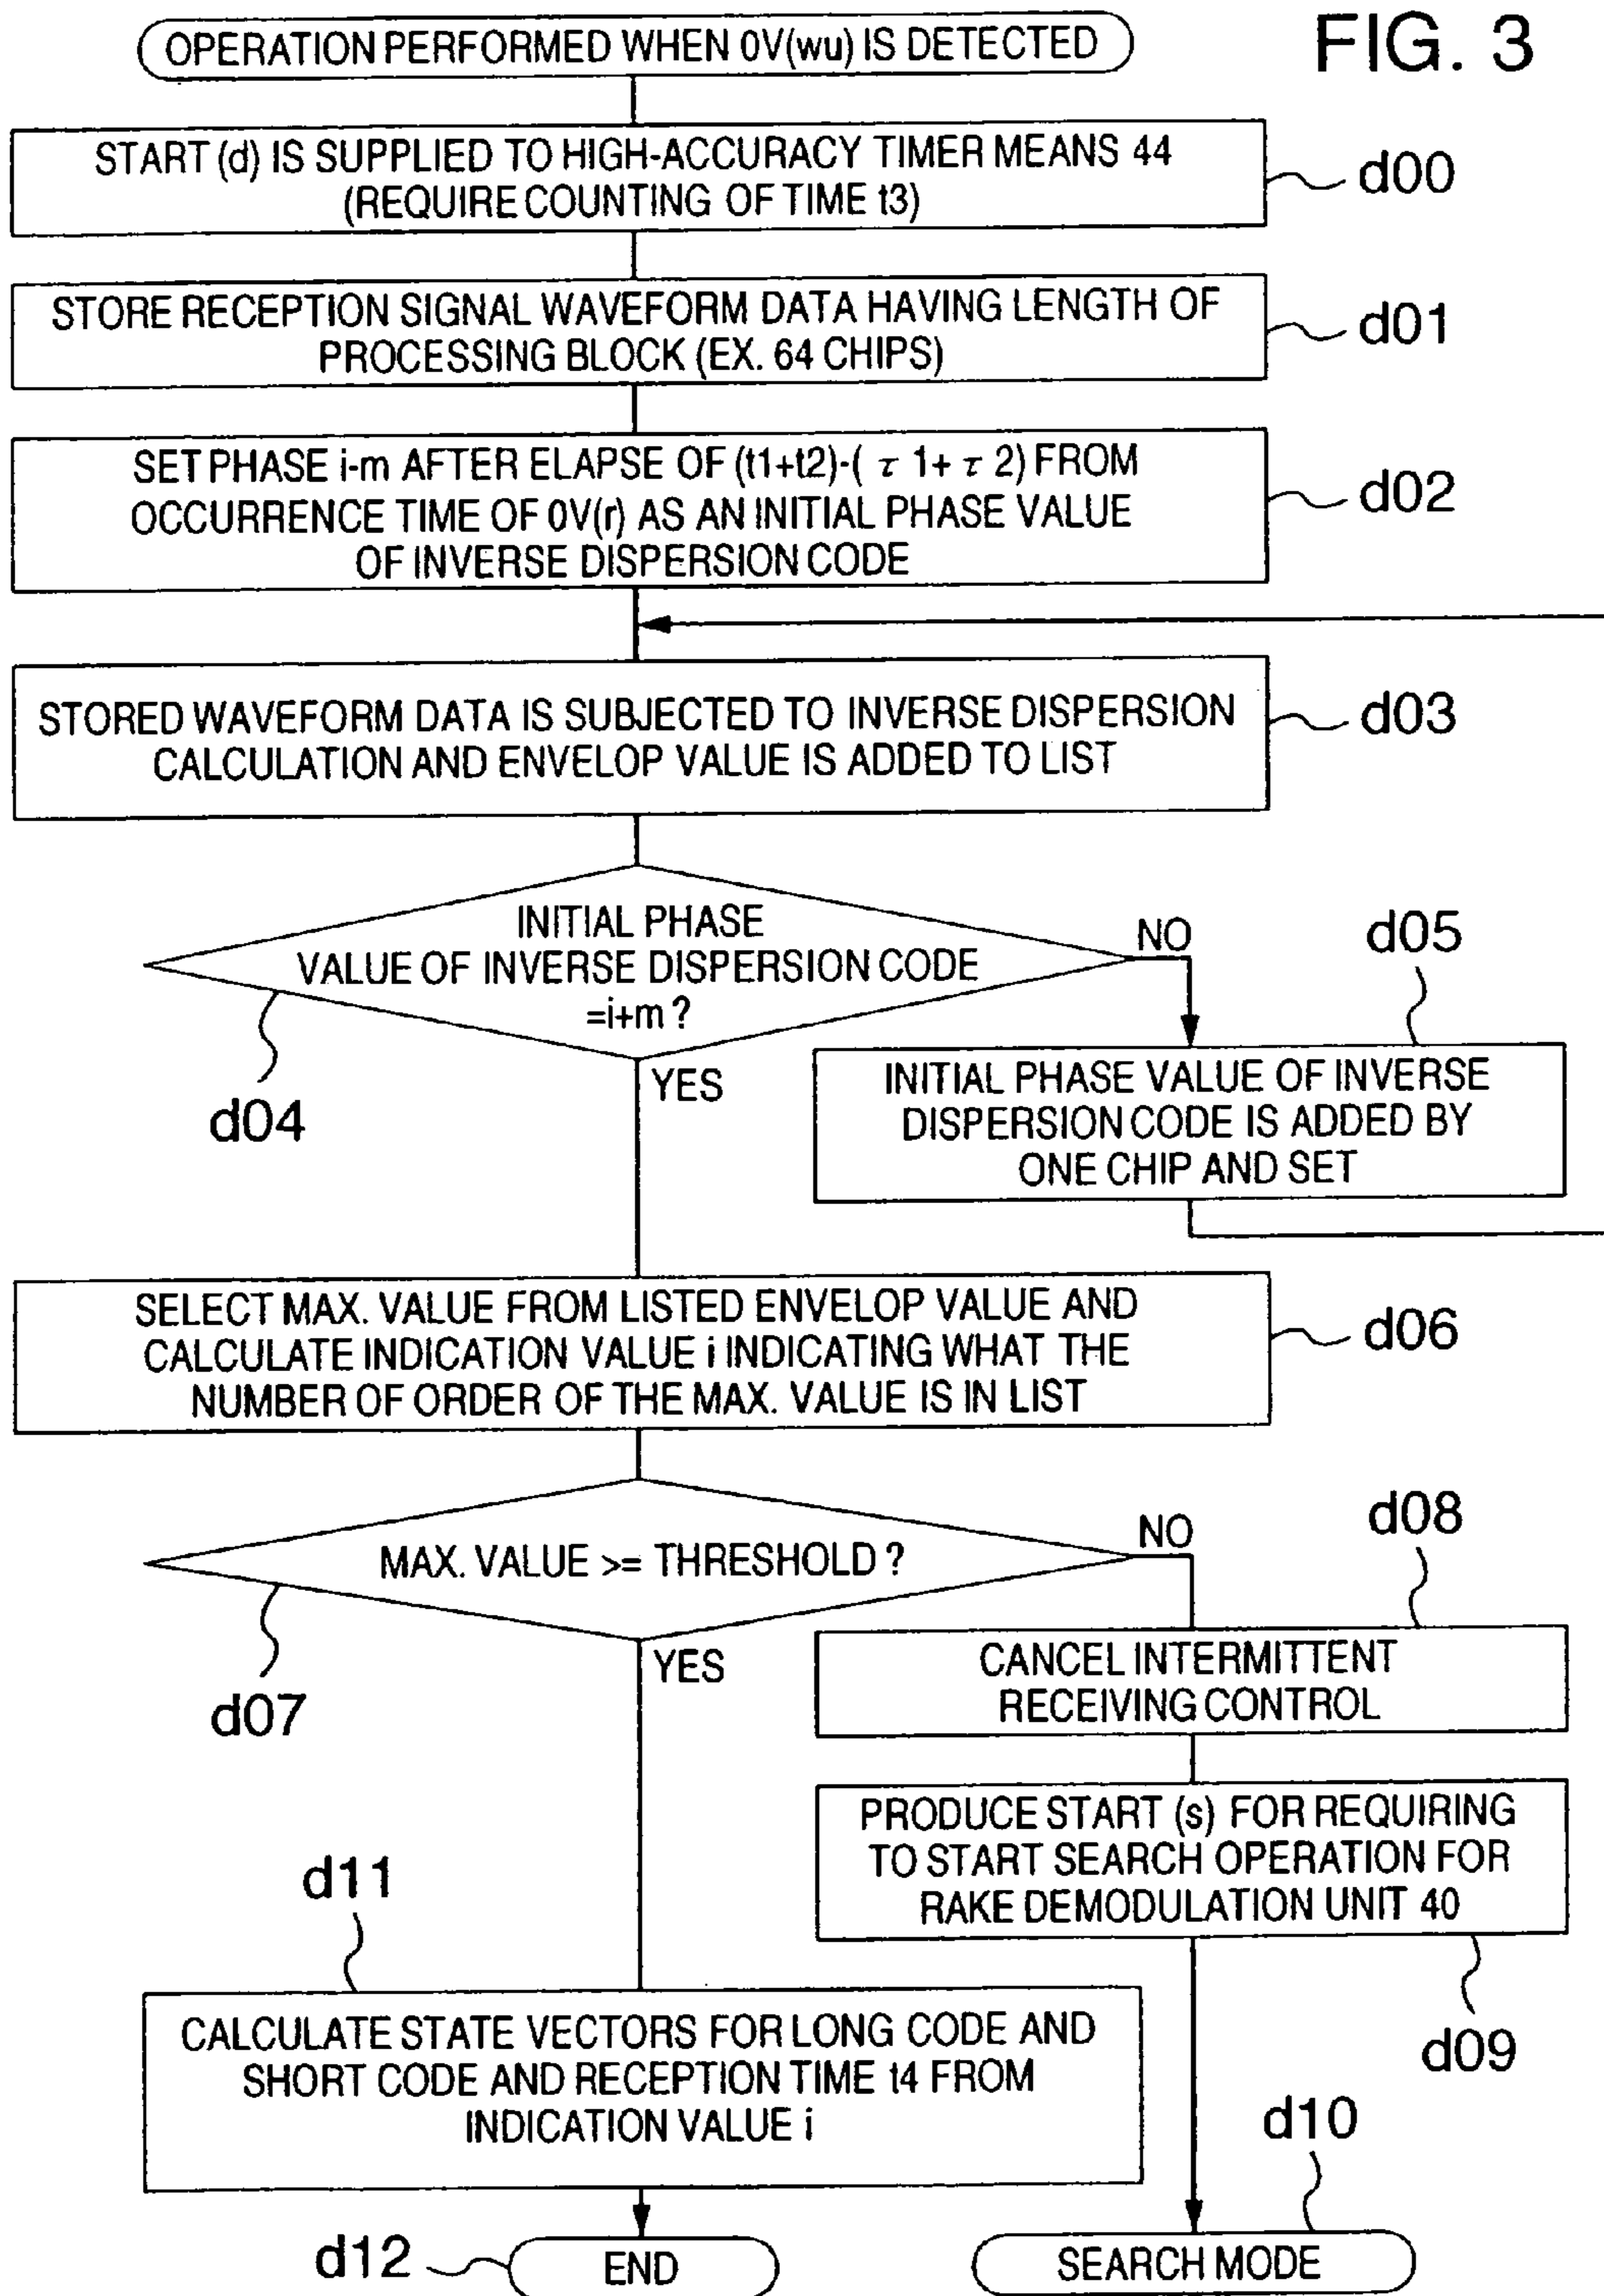 FIG. 3
OPERATION PERFORMED WHEN 0V(wu) IS DETECTED
START (d) IS SUPPLIED TO HIGH-ACCURACY TIMER MEANS 44
(REQUIRE COUNTING OF TIME t3)
d00
STORE RECEPTION SIGNAL WAVEFORM DATA HAVING LENGTH OF
PROCESSING BLOCK (EX. 64 CHIPS)
d01
SET PHASE i-m AFTER ELAPSE OF (t1+t2)-( τ 1+ τ 2) FROM
OCCURRENCE TIME OF 0V(r) AS AN INITIAL PHASE VALUE
OF INVERSE DISPERSION CODE
d02
STORED WAVEFORM DATA IS SUBJECTED TO INVERSE DISPERSION
CALCULATION AND ENVELOP VALUE IS ADDED TO LIST
d03
INITIAL PHASE
VALUE OF INVERSE DISPERSION CODE
=i+m ?
NO
YES
d04
d05
INITIAL PHASE VALUE OF INVERSE
DISPERSION CODE IS ADDED BY
ONE CHIP AND SET
SELECT MAX. VALUE FROM LISTED ENVELOP VALUE AND
CALCULATE INDICATION VALUE i INDICATING WHAT THE
NUMBER OF ORDER OF THE MAX. VALUE IS IN LIST
d06
MAX. VALUE >= THRESHOLD ?
NO
YES
d07
d08
CANCEL INTERMITTENT
RECEIVING CONTROL
PRODUCE START (s) FOR REQUIRING
TO START SEARCH OPERATION FOR
RAKE DEMODULATION UNIT 40
d09
d11
CALCULATE STATE VECTORS FOR LONG CODE AND
SHORT CODE AND RECEPTION TIME t4 FROM
INDICATION VALUE i
d10
d12
END
SEARCH MODE